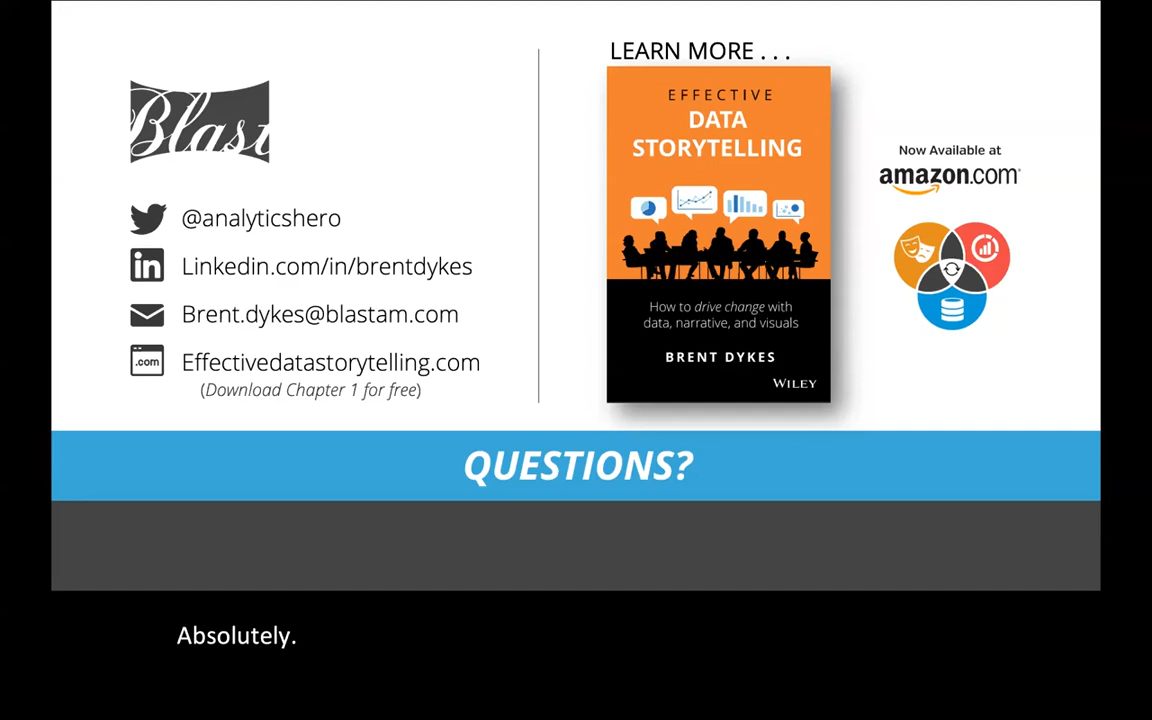 Blast
@analyticshero
Linkedin.com/in/brentdykes
Brent.dykes@blastam.com
.com
Effectivedatastorytelling.com
(Download Chapter 1 for free)
LEARN MORE . . .
EFFECTIVE
DATA
STORYTELLING
How to drive change with
data, narrative, and visuals
BRENT DYKES
WILEY
Now Available at
amazon.com
QUESTIONS?
Absolutely.